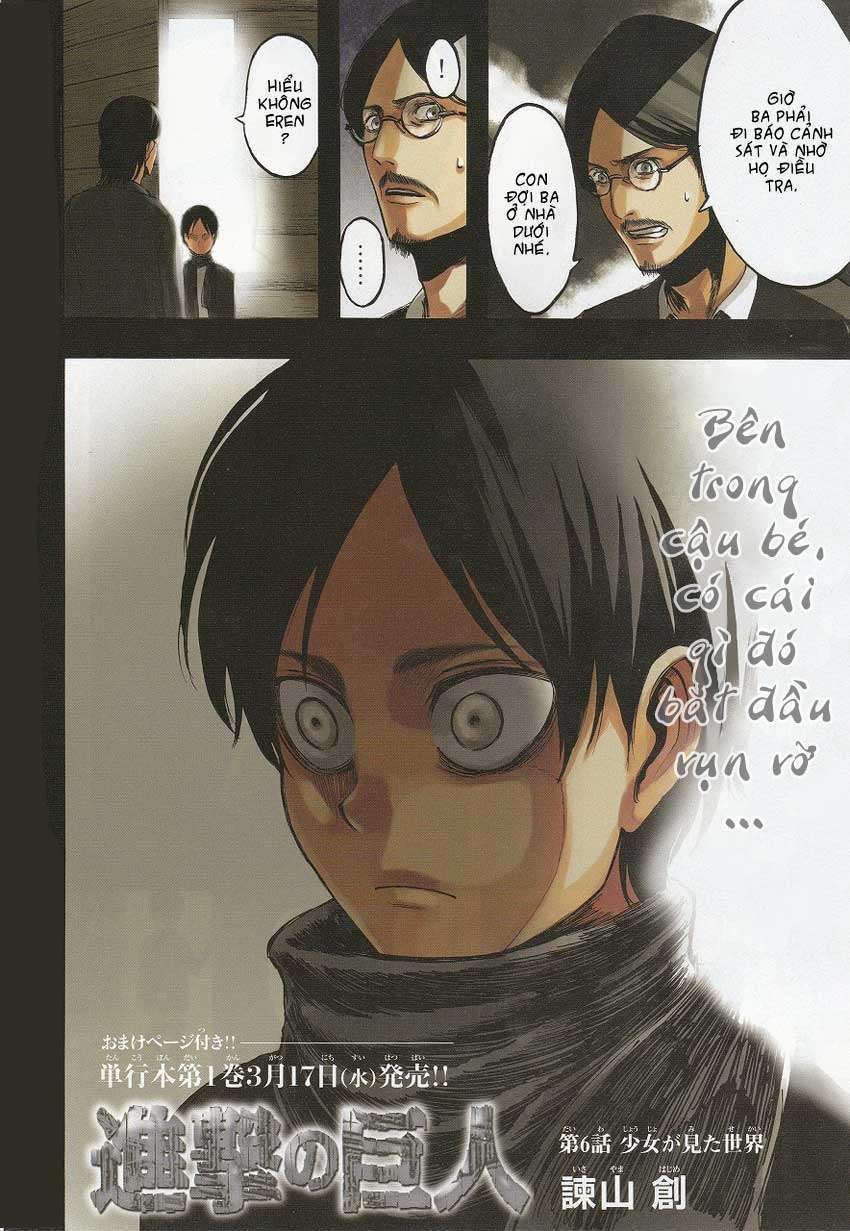 GIỜ
BA PHẢI
ĐI BÁO CẢNH
SÁT VÀ NHỜ
HỌ ĐIỀU
TRA.
CON
ĐỢI BA
Ở NHÀ
DƯỚI
NHÉ.
!
……
HIỂU
KHÔNG
EREN
?
Bên
trong
cậu bé,
có cái
gì đó
bắt đầu
rụn rỡ
...
おまけページ付き!!
単行本第1巻3月17日(水)発売!!
進撃の巨人
第6話 少女が見た世界
諫山 創